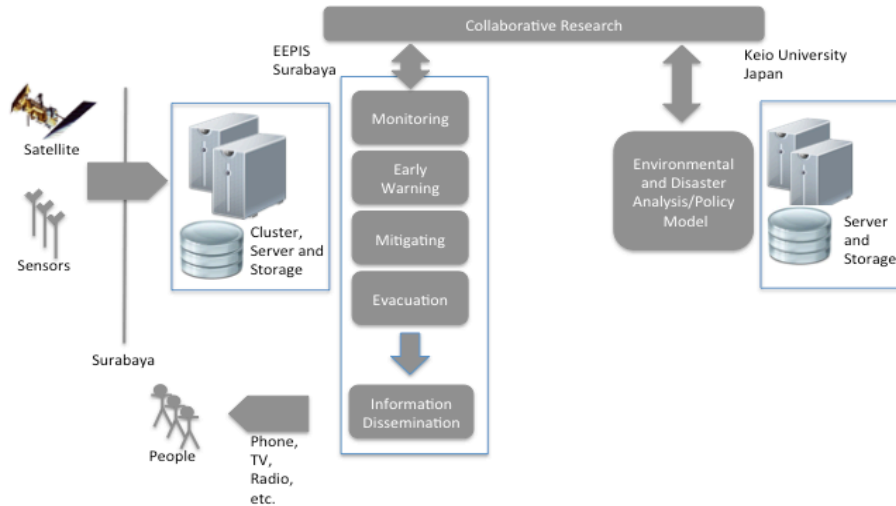 Collaborative Research
EEPIS
Surabaya
Keio University
Japan
Satellite
Sensors
Surabaya
Cluster,
Server and
Storage
Monitoring
Early
Warning
Mitigating
Evacuation
Information
Dissemination
Environmental
and Disaster
Analysis/Policy
Model
Server
and
Storage
People
Phone,
TV,
Radio,
etc.